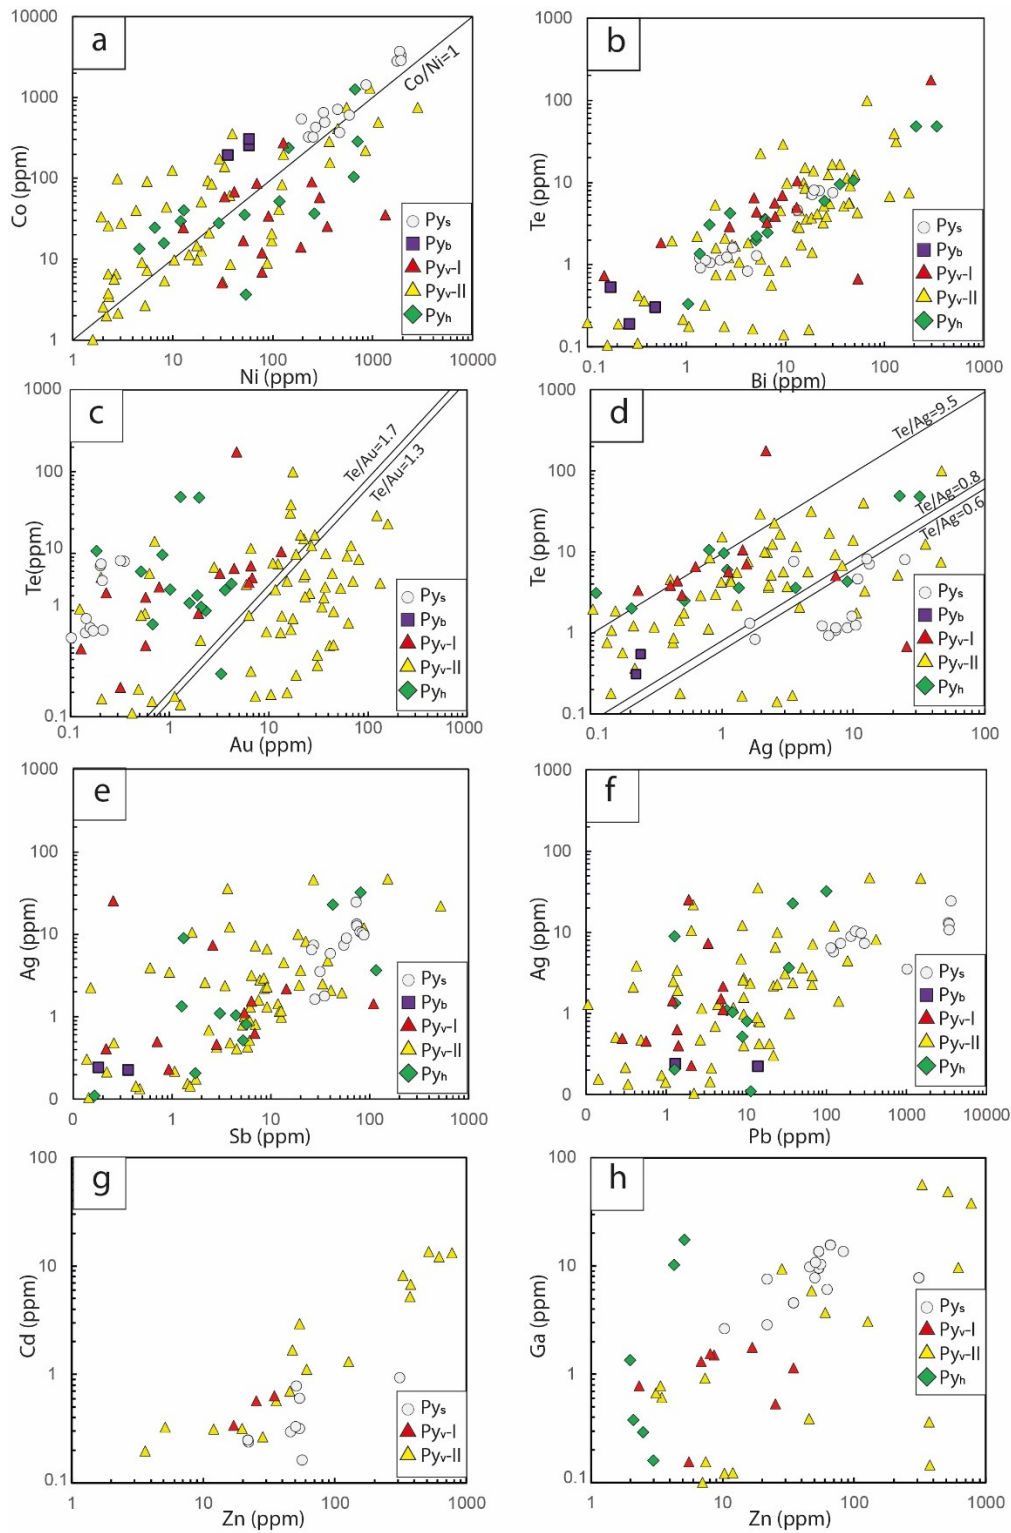 a
Co/Ni=1
10000
1000
100
10
1
Co (ppm)
Pys
Pyb
Pyv-I
Pyv-II
Pyh
1 10 100 1000 10000
Ni (ppm)
b
1000
100
10
1
0.1
Te (ppm)
Pys
Pyb
Pyv-I
Pyv-II
Pyh
0.1 1 10 100 1000
Bi (ppm)
c
Te/Au=1.7
Te/Au=1.3
1000
100
10
1
0.1
Te(ppm)
Pys
Pyb
Pyv-I
Pyv-II
Pyh
0.1 1 10 100 1000
Au (ppm)
d
Te/Ag=9.5
Te/Ag=0.8
Te/Ag=0.6
1000
100
10
1
0.1
Te (ppm)
Pys
Pyb
Pyv-I
Pyv-II
Pyh
0.1 1 10 100
Ag (ppm)
e
1000
100
10
1
0
Ag (ppm)
Pys
Pyb
Pyv-I
Pyv-II
Pyh
0 1 10 100 1000
Sb (ppm)
f
1000
100
10
1
0
Ag (ppm)
Pys
Pyb
Pyv-I
Pyv-II
Pyh
0 1 10 100 1000 10000
Pb (ppm)
g
100
10
1
0.1
Cd (ppm)
Pys
Pyv-I
Pyv-II
1 10 100 1000
Zn (ppm)
h
100
10
1
0.1
Ga (ppm)
Pys
Pyv-I
Pyv-II
Pyh
1 10 100 1000
Zn (ppm)